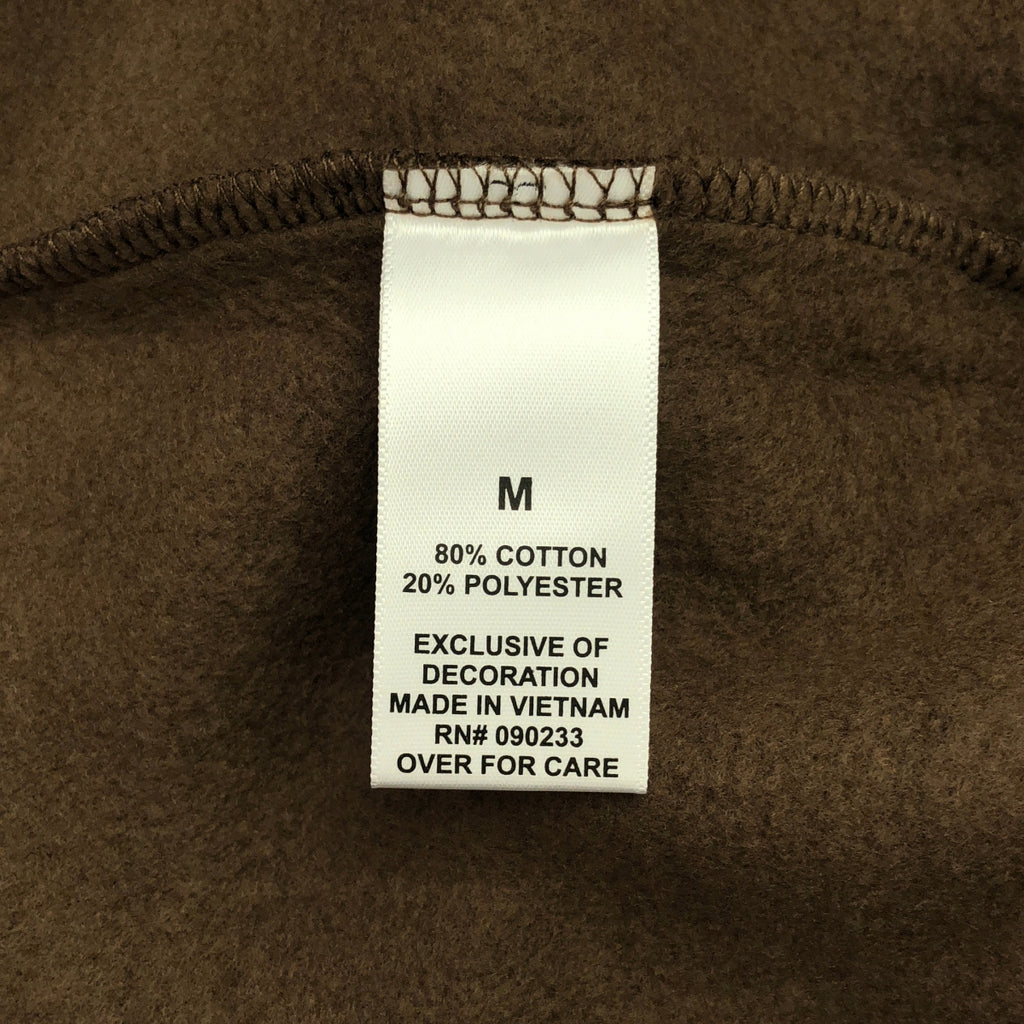 M
80% COTTON
20% POLYESTER
EXCLUSIVE OF
DECORATION
MADE IN VIETNAM
RN# 090233
OVER FOR CARE